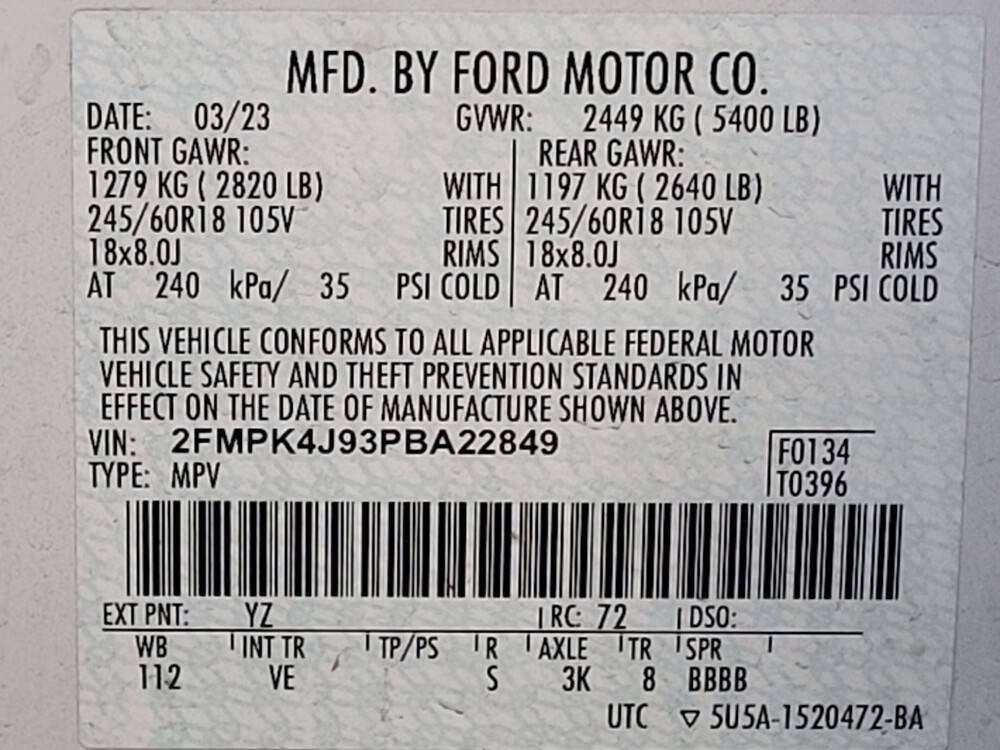 MFD. BY FORD MOTOR CO.
DATE: 03/23 GVWR: 2449 KG ( 5400 LB)
FRONT GAWR: REAR GAWR:
1279 KG ( 2820 LB) WITH 1197 KG ( 2640 LB) WITH
245/60R18 105V TIRES 245/60R18 105V TIRES
18x8.0J RIMS 18x8.0J RIMS
AT 240 kPa/ 35 PSI COLD AT 240 kPa/ 35 PSI COLD
THIS VEHICLE CONFORMS TO ALL APPLICABLE FEDERAL MOTOR
VEHICLE SAFETY AND THEFT PREVENTION STANDARDS IN
EFFECT ON THE DATE OF MANUFACTURE SHOWN ABOVE.
VIN: 2FMPK4J93PBA22849 F0134
TYPE: MPV T0396
EXT PNT: YZ RC: 72 DSO:
WB INT TR TP/PS R AXLE TR SPR
112 VE S 3K 8 BBBB
UTC ▽ 5U5A-1520472-BA